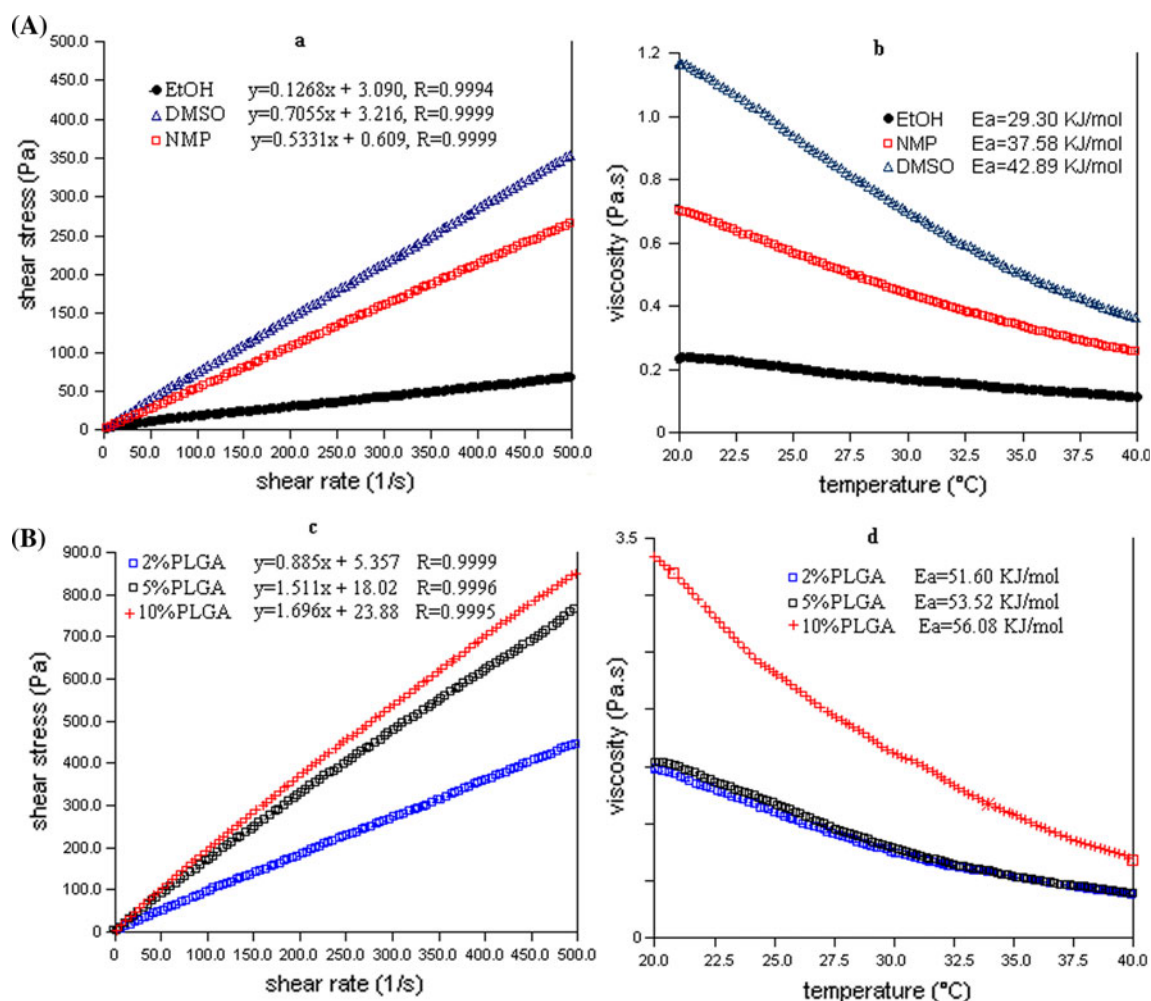 (A)
a
500.0
450.0
400.0
350.0
300.0
250.0
200.0
150.0
100.0
50.0
0
shear stress (Pa)
EtOH y=0.1268x + 3.090, R=0.9994
DMSO y=0.7055x + 3.216, R=0.9999
NMP y=0.5331x + 0.609, R=0.9999
0 50.0 100.0 150.0 200.0 250.0 300.0 350.0 400.0 450.0 500.0
shear rate (1/s)
b
1.2
1.0
0.8
0.6
0.4
0.2
0
viscosity (Pa.s)
EtOH Ea=29.30 KJ/mol
NMP Ea=37.58 KJ/mol
DMSO Ea=42.89 KJ/mol
20.0 22.5 25.0 27.5 30.0 32.5 35.0 37.5 40.0
temperature (°C)
(B)
c
900.0
800.0
700.0
600.0
500.0
400.0
300.0
200.0
100.0
0
shear stress (Pa)
2%PLGA y=0.885x + 5.357 R=0.9999
5%PLGA y=1.511x + 18.02 R=0.9996
10%PLGA y=1.696x + 23.88 R=0.9995
0 50.0 100.0 150.0 200.0 250.0 300.0 350.0 400.0 450.0 500.0
shear rate (1/s)
d
3.5
0
viscosity (Pa.s)
2%PLGA Ea=51.60 KJ/mol
5%PLGA Ea=53.52 KJ/mol
10%PLGA Ea=56.08 KJ/mol
20.0 22.5 25.0 27.5 30.0 32.5 35.0 37.5 40.0
temperature (°C)